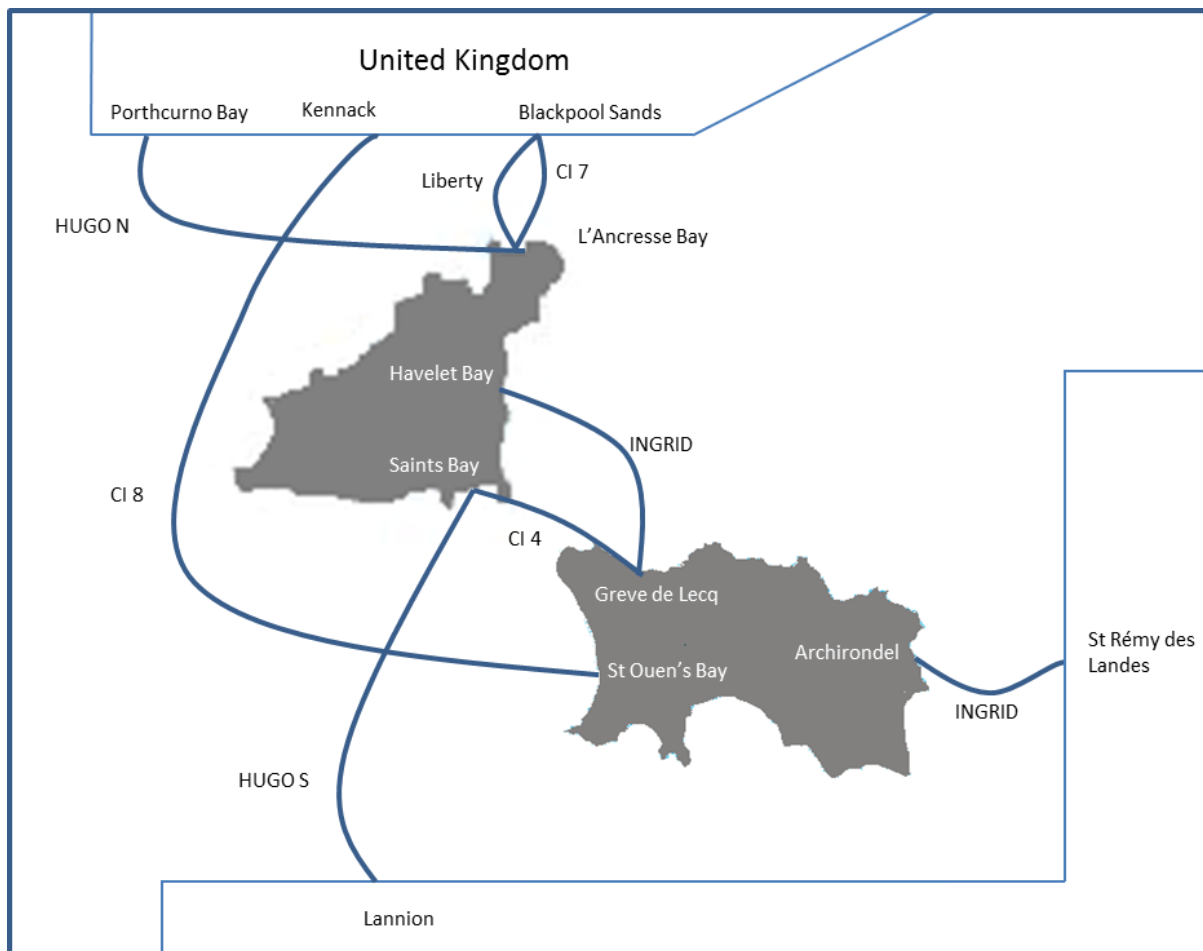 United Kingdom
Porthcurno Bay
Kennack
Blackpool Sands
Liberty
CI 7
HUGO N
L'Ancresse Bay
Havelet Bay
INGRID
Saints Bay
CI 8
CI 4
Greve de Lecq
Archirondel
St Rémy des
Landes
St Ouen's Bay
INGRID
HUGO S
Lannion